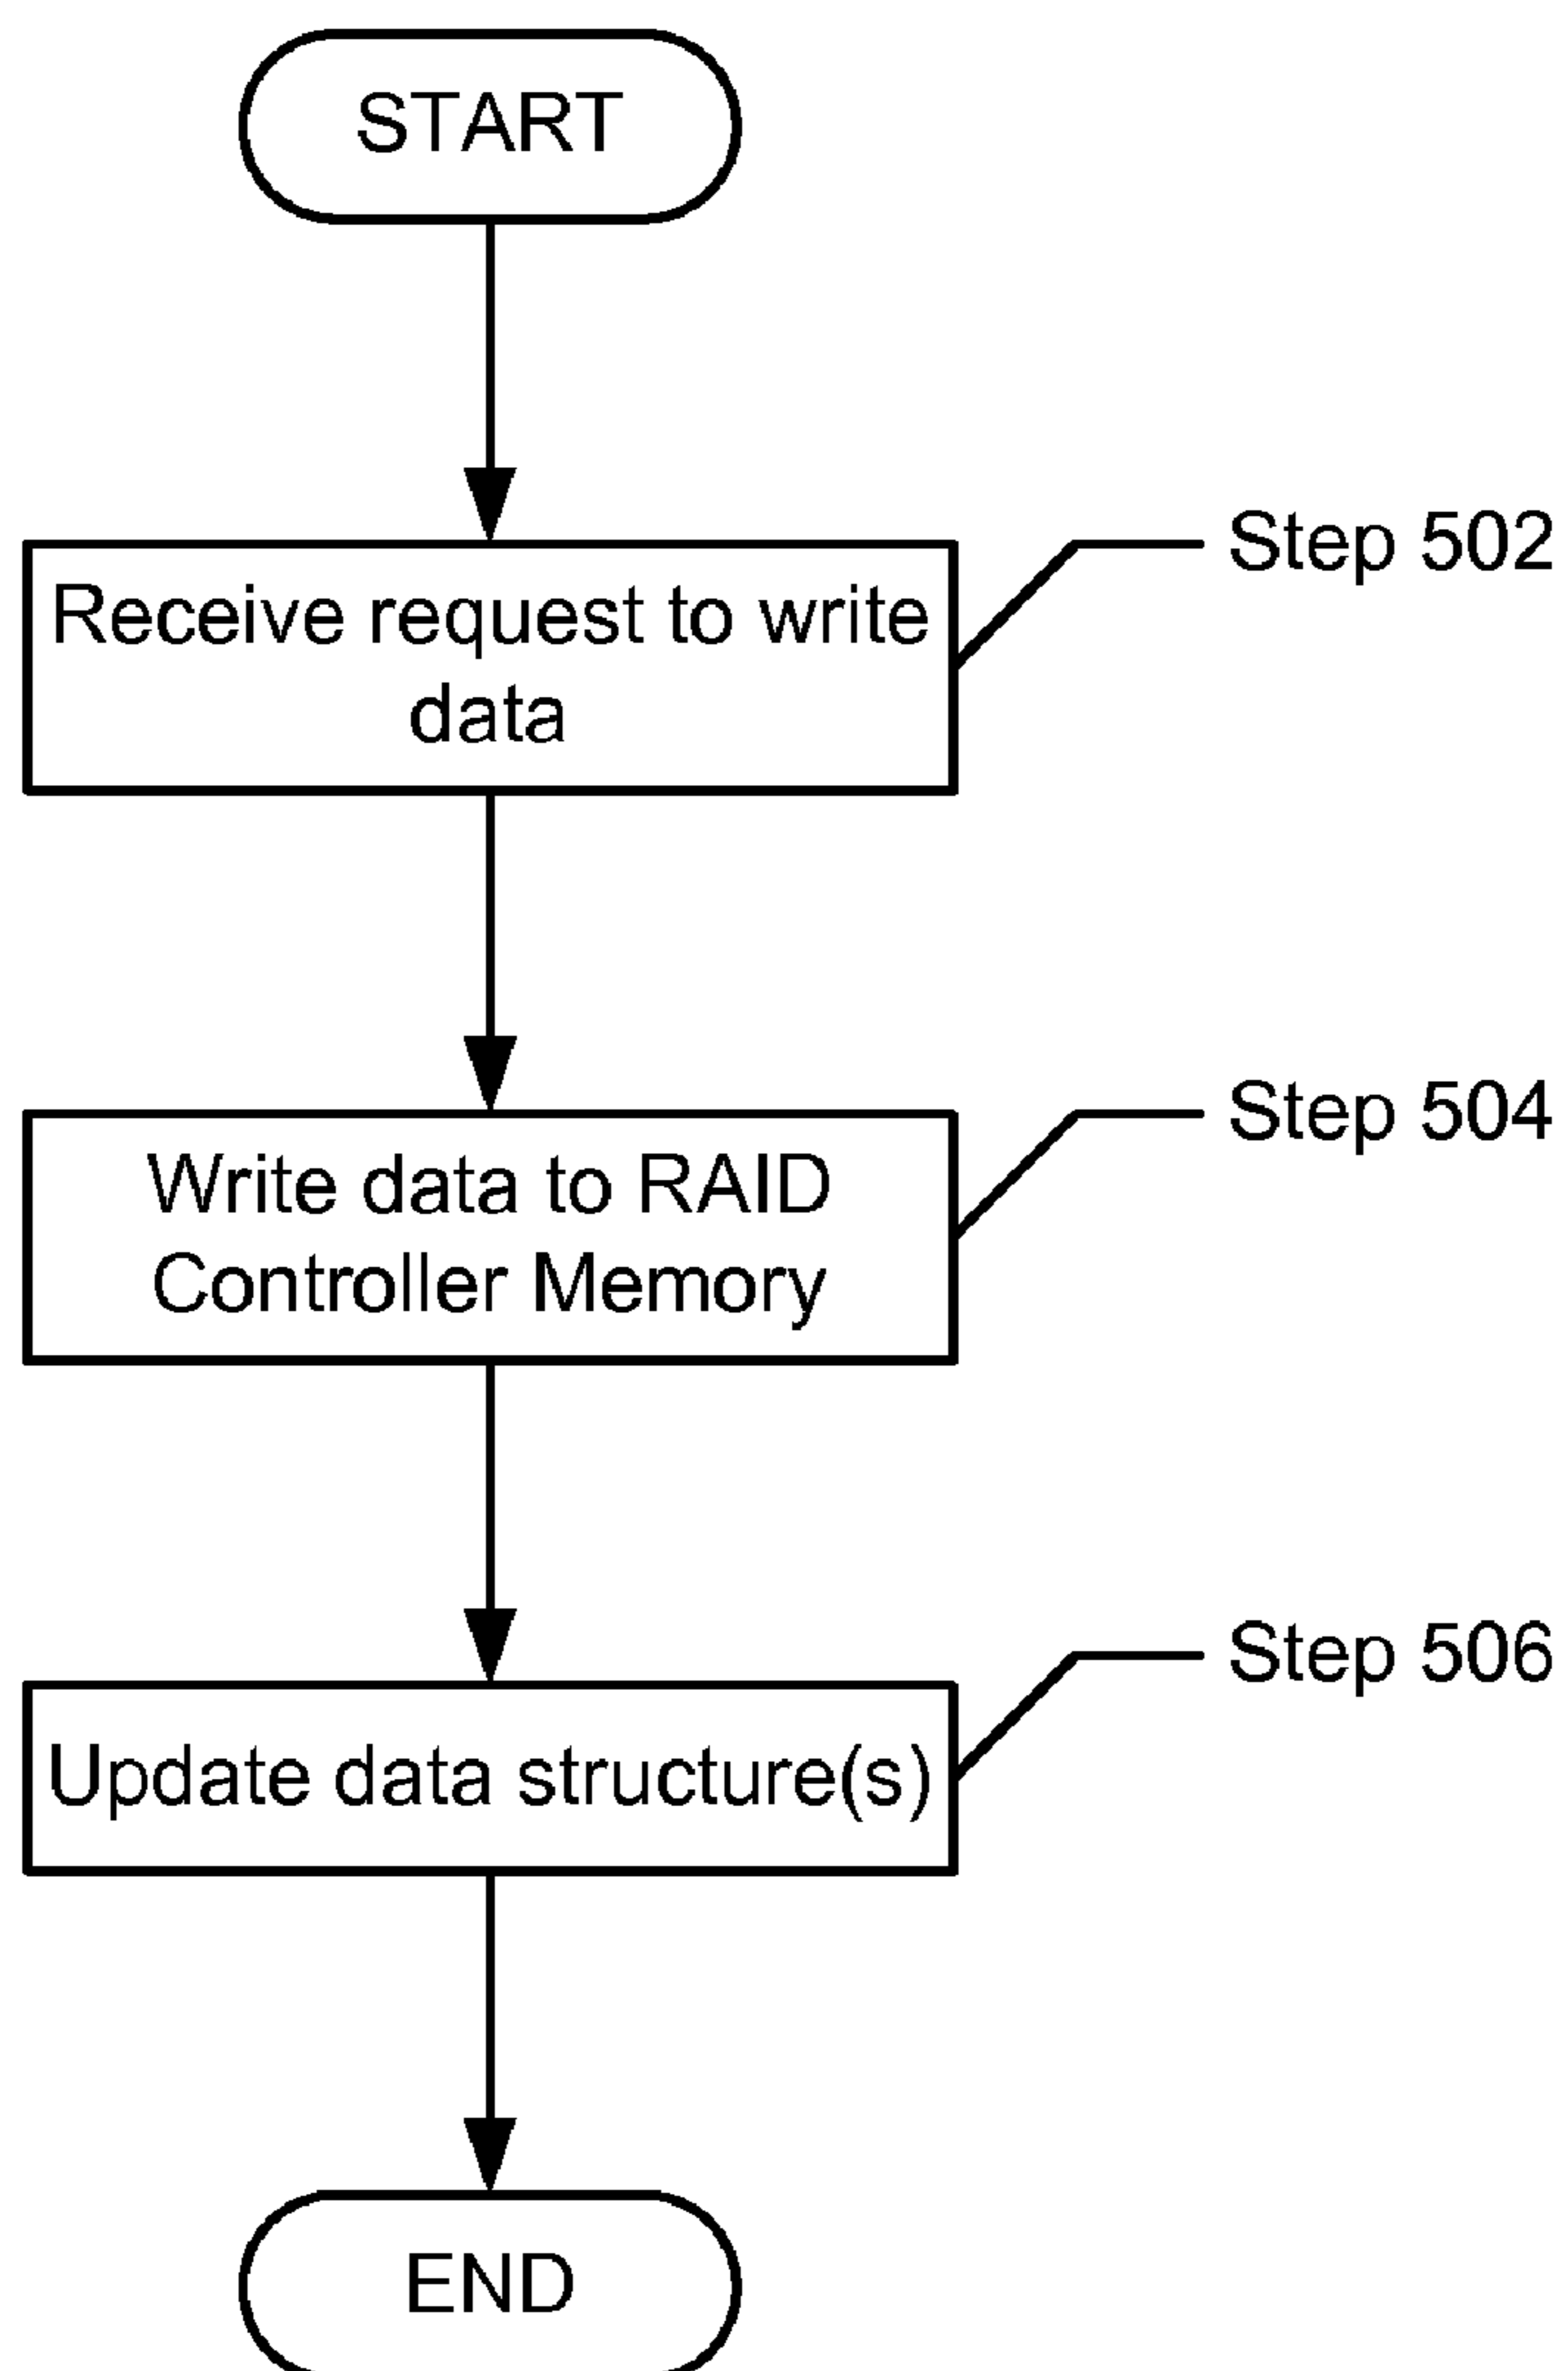 START
Step 502
Receive request to write
data
Step 504
Write data to RAID
Controller Memory
Step 506
Update data structure(s)
END